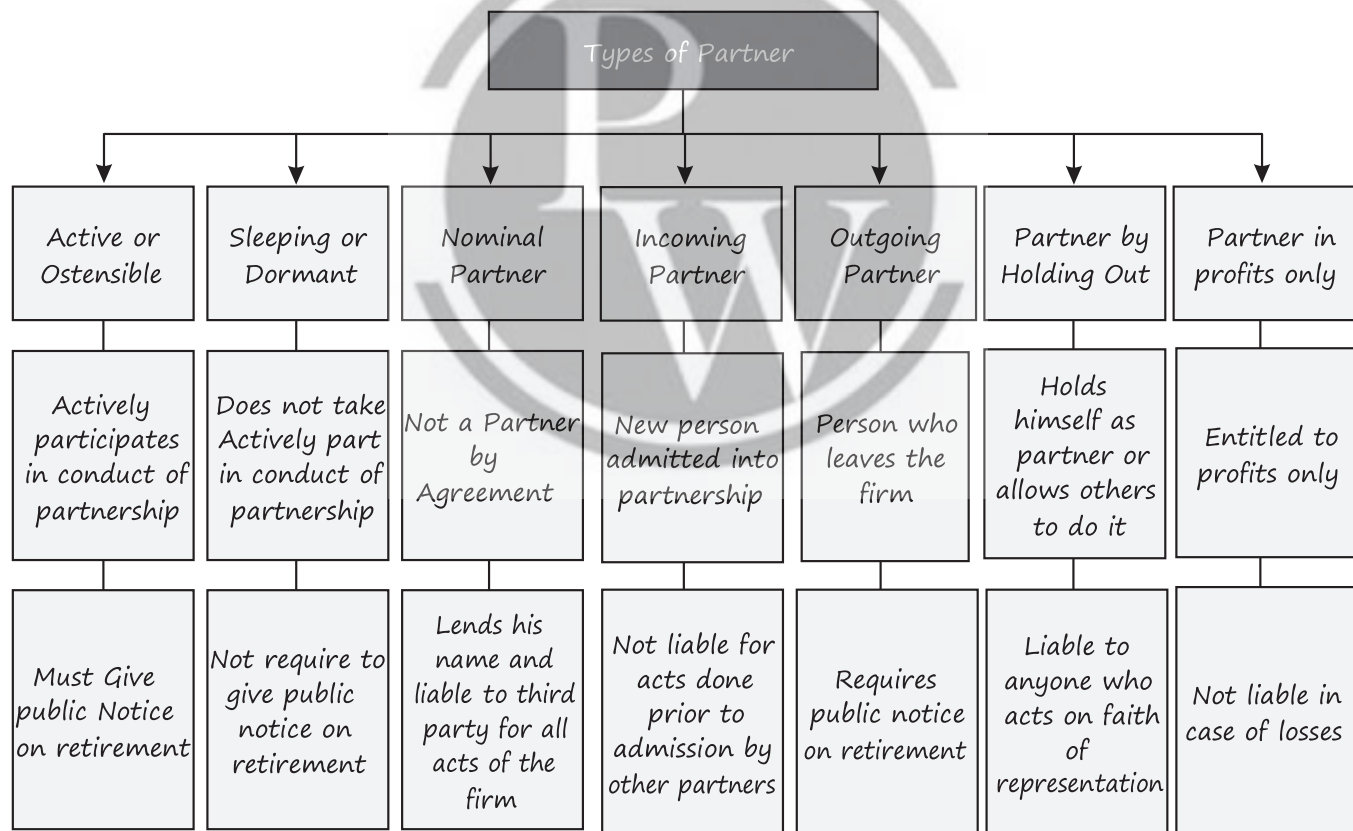 Types of Partner
Active or
Ostensible
Sleeping or
Dormant
Nominal
Partner
Incoming
Partner
Outgoing
Partner
Partner by
Holding Out
Partner in
profits only
Actively
participates
in conduct of
partnership
Does not take
Actively part
in conduct of
partnership
Not a Partner
by
Agreement
New person
admitted into
partnership
Person who
leaves the
firm
Holds
himself as
partner or
allows others
to do it
Entitled to
profits only
Must Give
public Notice
on retirement
Not require to
give public
notice on
retirement
Lends his
name and
liable to third
party for all
acts of the
firm
Not liable for
acts done
prior to
admission by
other partners
Requires
public notice
on retirement
Liable to
anyone who
acts on faith
of
representation
Not liable in
case of losses
PW